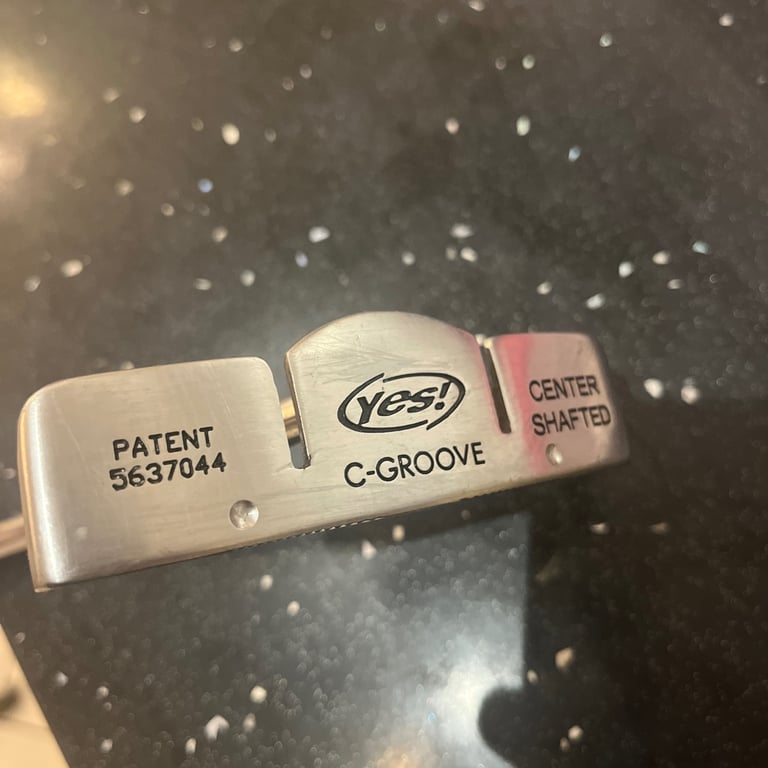 PATENT
5637044
yes!
C-GROOVE
CENTER
SHAFTED